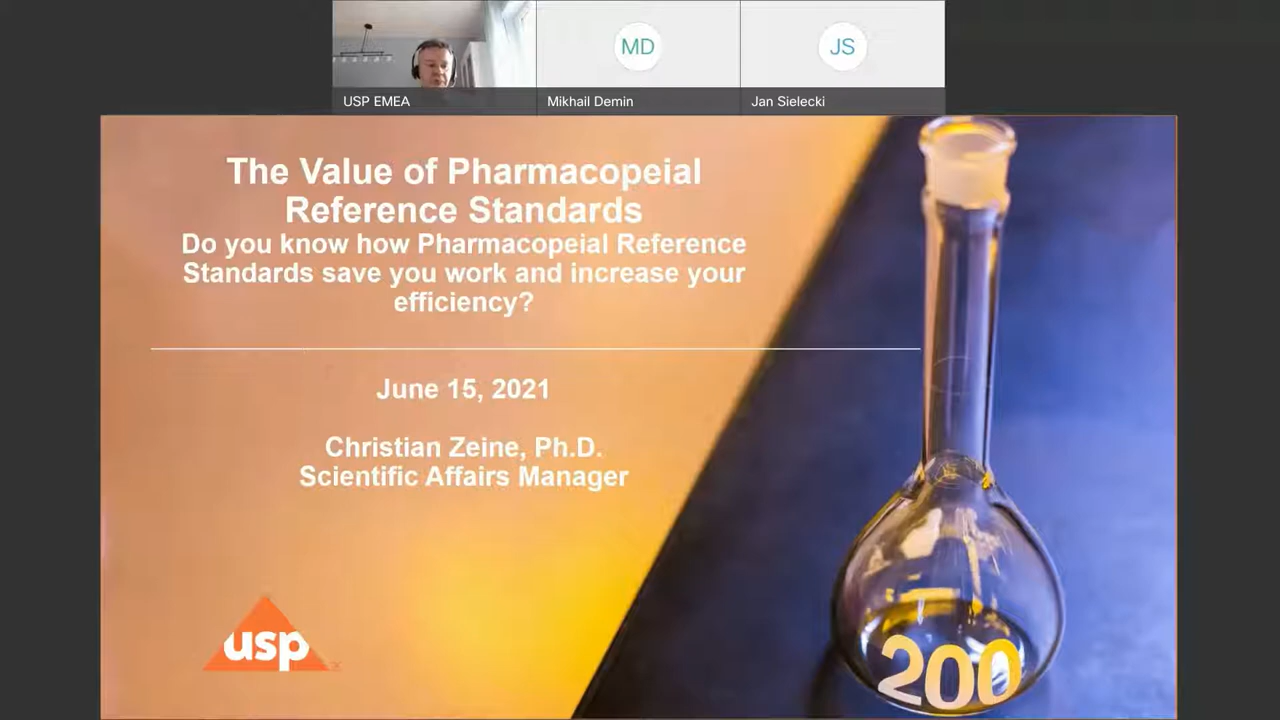 MD
JS
USP EMEA
Mikhail Demin
Jan Sielecki
The Value of Pharmacopeial
Reference Standards
Do you know how Pharmacopeial Reference
Standards save you work and increase your
efficiency?
June 15, 2021
Christian Zeine, Ph.D.
Scientific Affairs Manager
usp
200